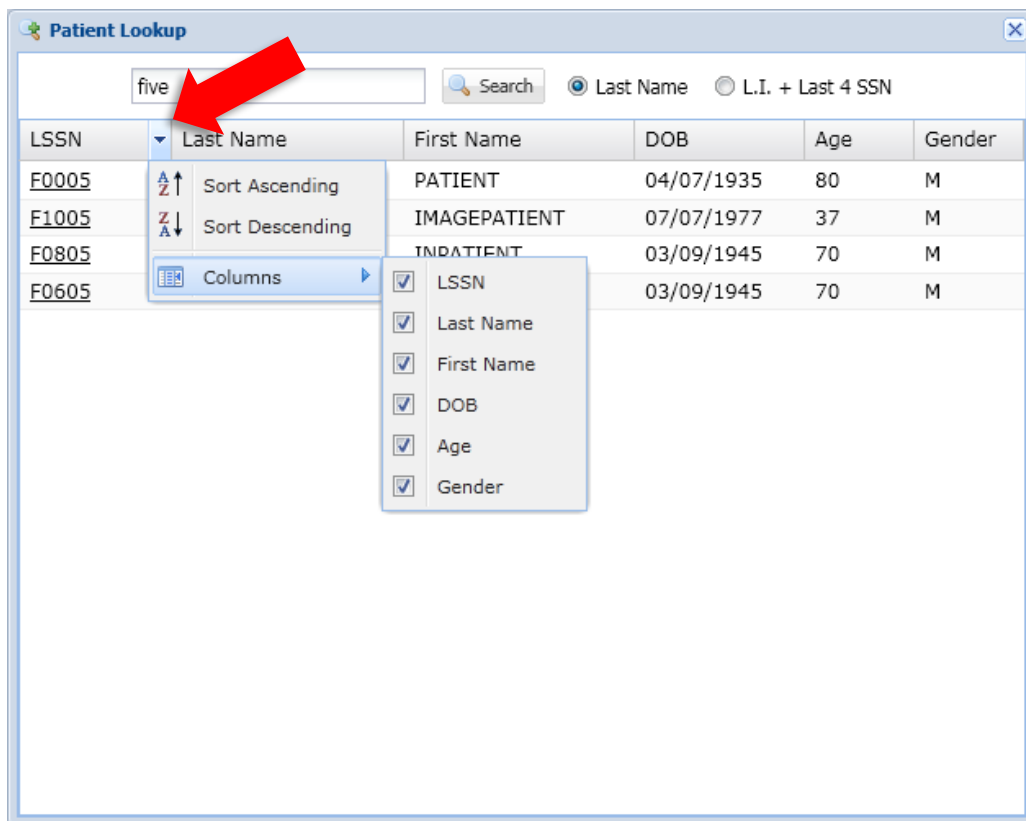 Patient Lookup
five Search Last Name L.I. + Last 4 SSN
LSSN Last Name First Name DOB Age Gender
F0005 PATIENT 04/07/1935 80 M
F1005 IMAGEPATIENT 07/07/1977 37 M
F0805 INPATIENT 03/09/1945 70 M
F0605 03/09/1945 70 M
Sort Ascending
Sort Descending
Columns
LSSN
Last Name
First Name
DOB
Age
Gender